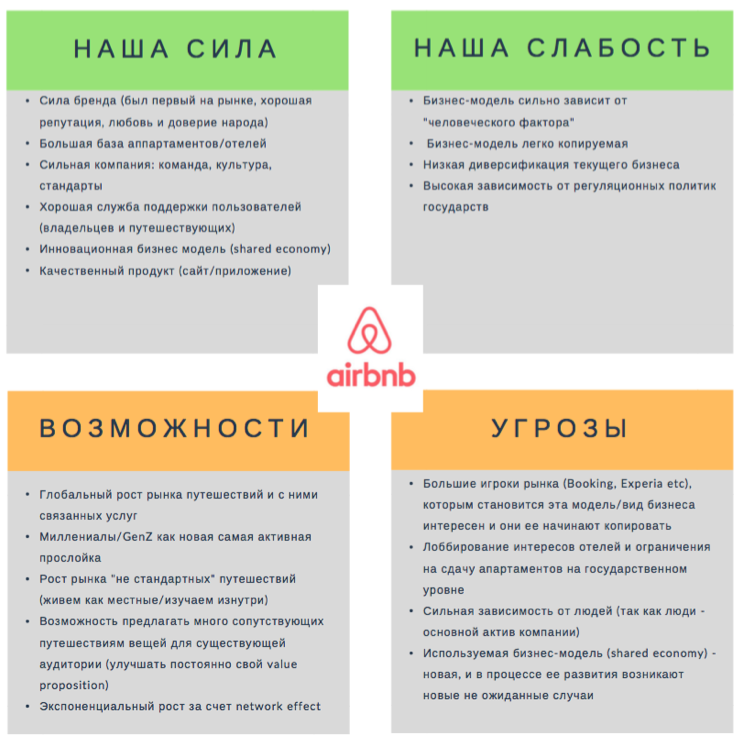 НАША СИЛА
• Сила бренда (был первый на рынке, хорошая
репутация, любовь и доверие народа)
• Большая база аппартаментов/отелей
• Сильная компания: команда, культура,
стандарты
• Хорошая служба поддержки пользователей
(владельцев и путешествующих)
• Инновационная бизнес модель (shared economy)
• Качественный продукт (сайт/приложение)
НАША СЛАБОСТЬ
• Бизнес-модель сильно зависит от
"человеческого фактора"
• Бизнес-модель легко копируемая
• Низкая диверсификация текущего бизнеса
• Высокая зависимость от регуляционных политик
государств
airbnb
ВОЗМОЖНОСТИ
• Глобальный рост рынка путешествий и с ними
связанных услуг
• Миллениалы/GenZ как новая самая активная
прослойка
• Рост рынка "не стандартных" путешествий
(живем как местные/изучаем изнутри)
• Возможность предлагать много сопутствующих
путешествиям вещей для существующей
аудитории (улучшать постоянно свой value
proposition)
• Экспоненциальный рост за счет network effect
УГРОЗЫ
• Большие игроки рынка (Booking, Experia etc),
которым становится эта модель/вид бизнеса
интересен и они ее начинают копировать
• Лоббирование интересов отелей и ограничения
на сдачу апартаментов на государственном
уровне
• Сильная зависимость от людей (так как люди -
основной актив компании)
• Используемая бизнес-модель (shared economy) -
новая, и в процессе ее развития возникают
новые не ожиданные случаи